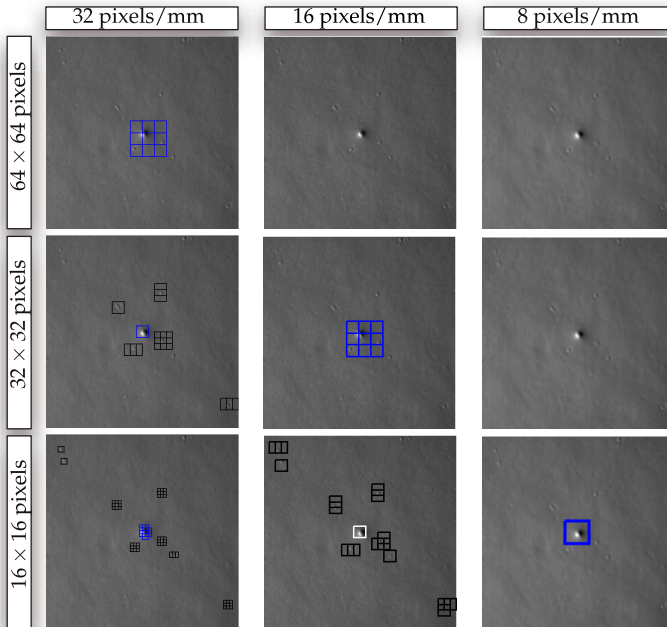 32 pixels/mm
16 pixels/mm
8 pixels/mm
64 × 64 pixels
32 × 32 pixels
16 × 16 pixels